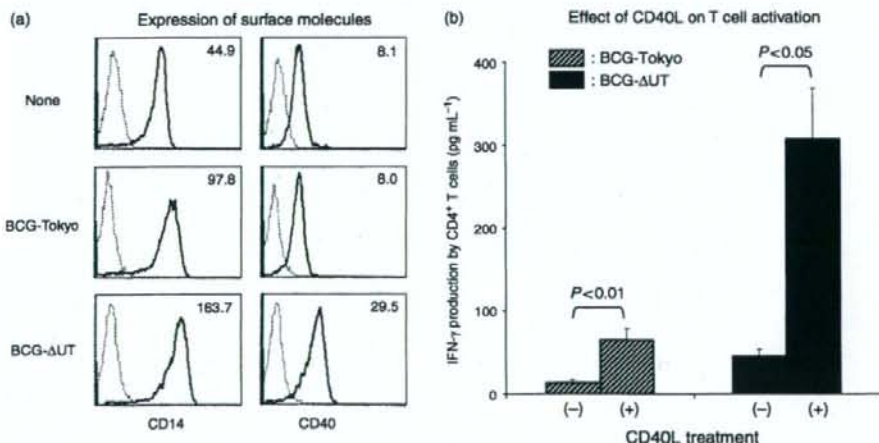 (a) Expression of surface molecules
None
44.9
8.1
BCG-Tokyo
97.8
8.0
BCG-ΔUT
163.7
29.5
CD14
CD40
(b) Effect of CD40L on T cell activation
: BCG-Tokyo
: BCG-ΔUT
IFN-γ production by CD4⁺ T cells (pg mL⁻¹)
400
300
200
100
0
P<0.01
P<0.05
(−) (+) (−) (+)
CD40L treatment